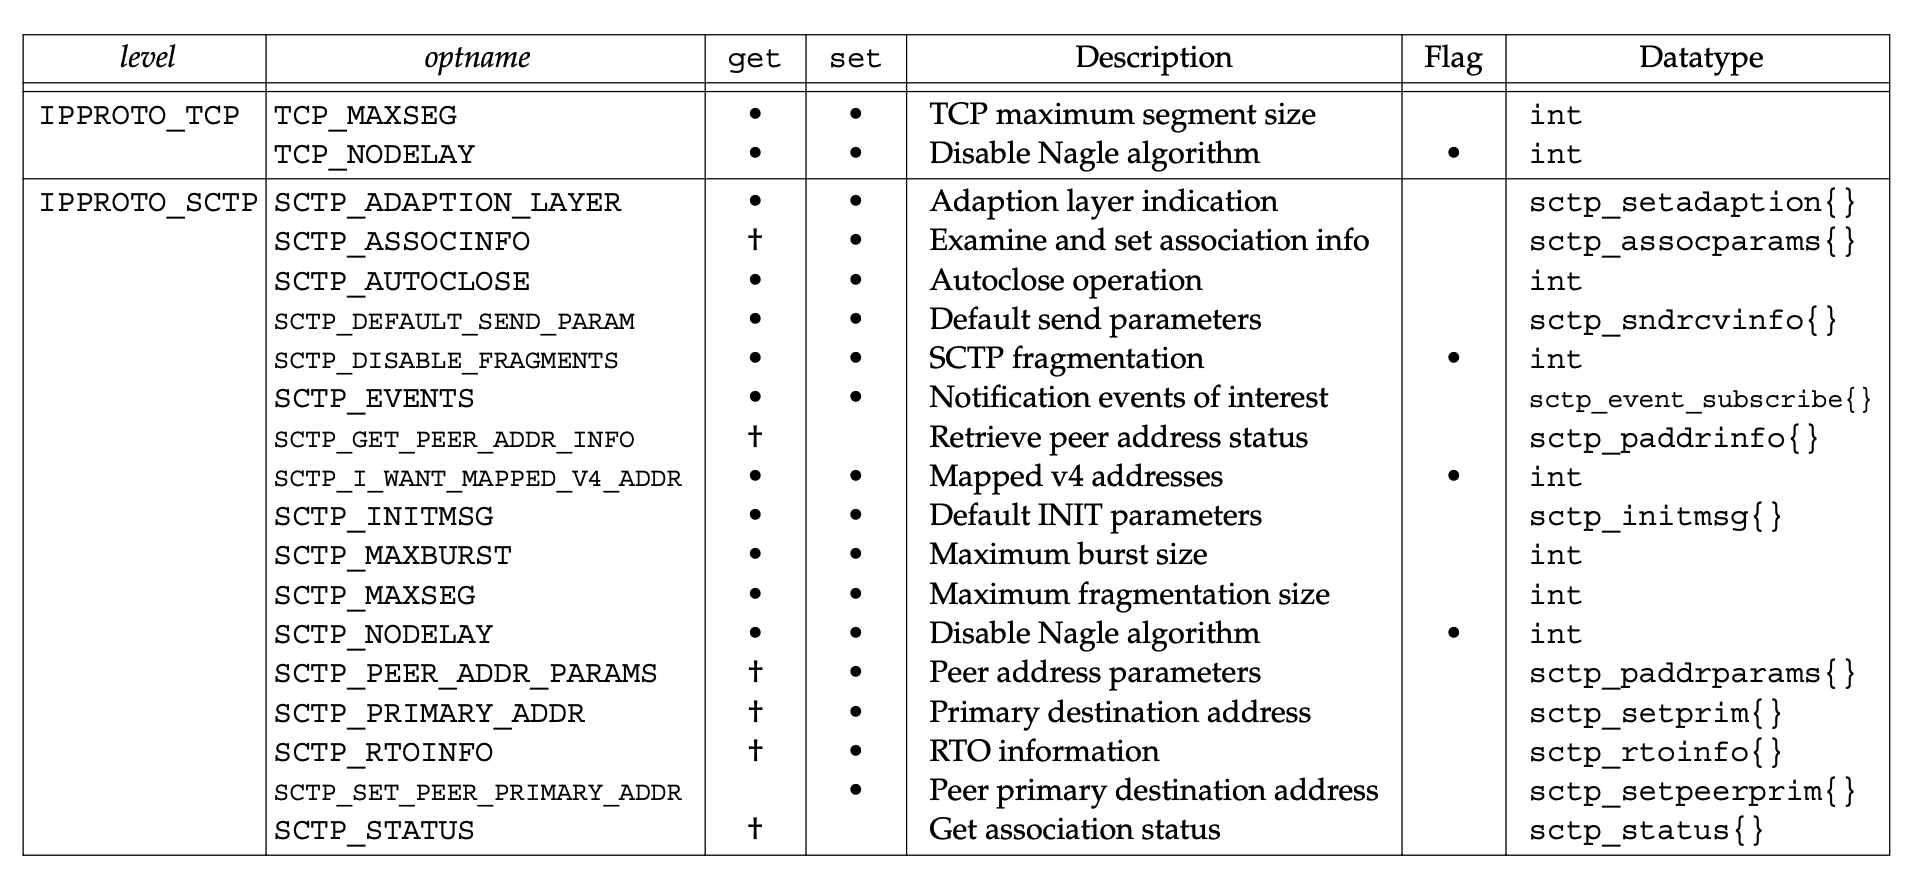 level optname get set Description Flag Datatype
IPPROTO_TCP TCP_MAXSEG • • TCP maximum segment size int
TCP_NODELAY • • Disable Nagle algorithm • int
IPPROTO_SCTP SCTP_ADAPTION_LAYER • • Adaption layer indication sctp_setadaption{}
SCTP_ASSOCINFO † • Examine and set association info sctp_assocparams{}
SCTP_AUTOCLOSE • • Autoclose operation int
SCTP_DEFAULT_SEND_PARAM • • Default send parameters sctp_sndrcvinfo{}
SCTP_DISABLE_FRAGMENTS • • SCTP fragmentation • int
SCTP_EVENTS • • Notification events of interest sctp_event_subscribe{}
SCTP_GET_PEER_ADDR_INFO † Retrieve peer address status sctp_paddrinfo{}
SCTP_I_WANT_MAPPED_V4_ADDR • • Mapped v4 addresses • int
SCTP_INITMSG • • Default INIT parameters sctp_initmsg{}
SCTP_MAXBURST • • Maximum burst size int
SCTP_MAXSEG • • Maximum fragmentation size int
SCTP_NODELAY • • Disable Nagle algorithm • int
SCTP_PEER_ADDR_PARAMS † • Peer address parameters sctp_paddrparams{}
SCTP_PRIMARY_ADDR † • Primary destination address sctp_setprim{}
SCTP_RTOINFO † • RTO information sctp_rtoinfo{}
SCTP_SET_PEER_PRIMARY_ADDR • Peer primary destination address sctp_setpeerprim{}
SCTP_STATUS † Get association status sctp_status{}